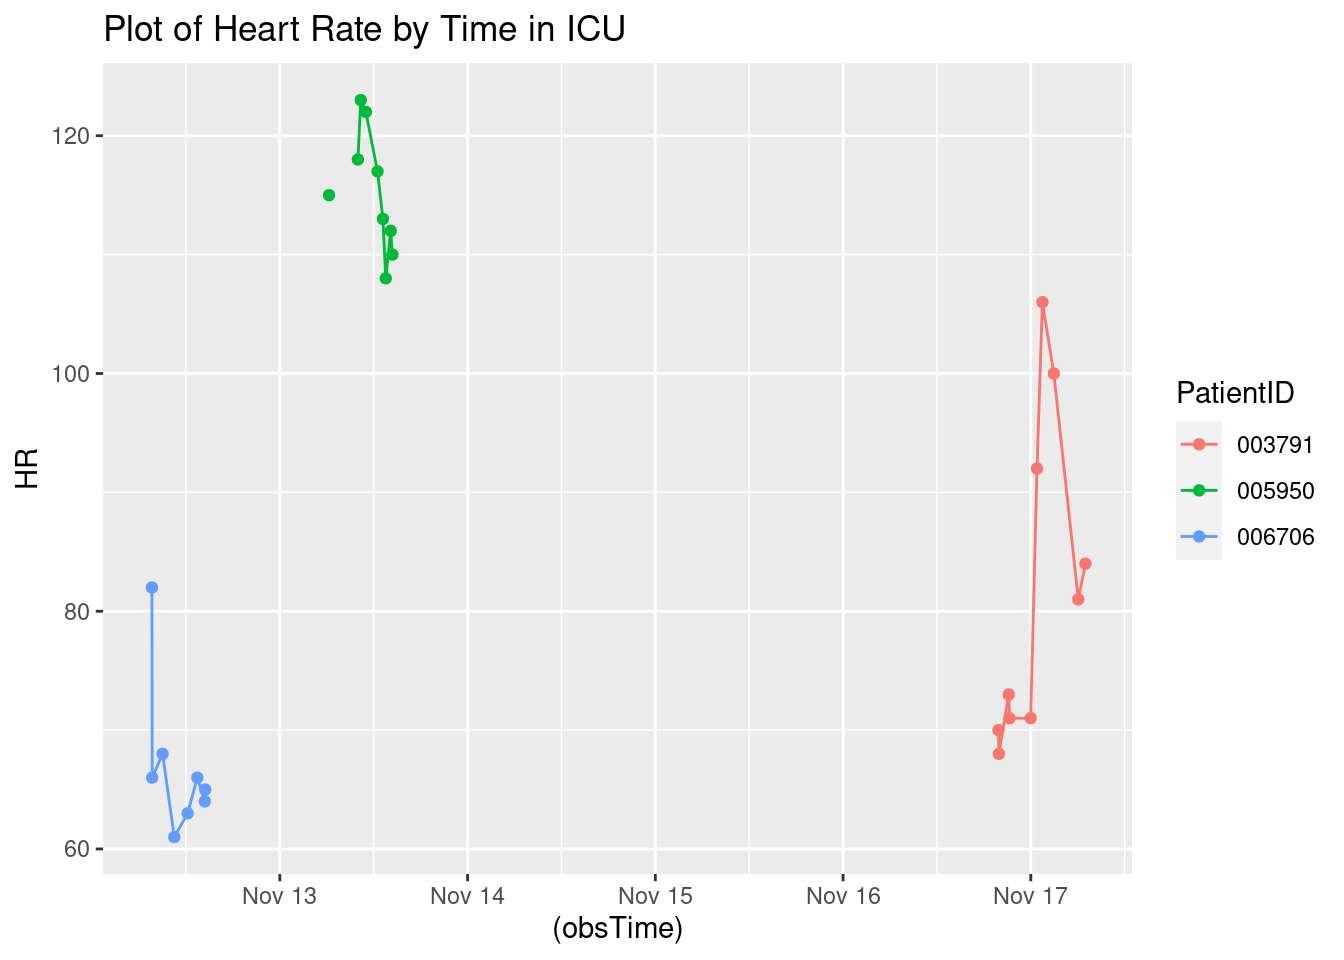 Plot of Heart Rate by Time in ICU
120
100
80
60
HR
Nov 13 Nov 14 Nov 15 Nov 16 Nov 17
(obsTime)
PatientID
003791
005950
006706